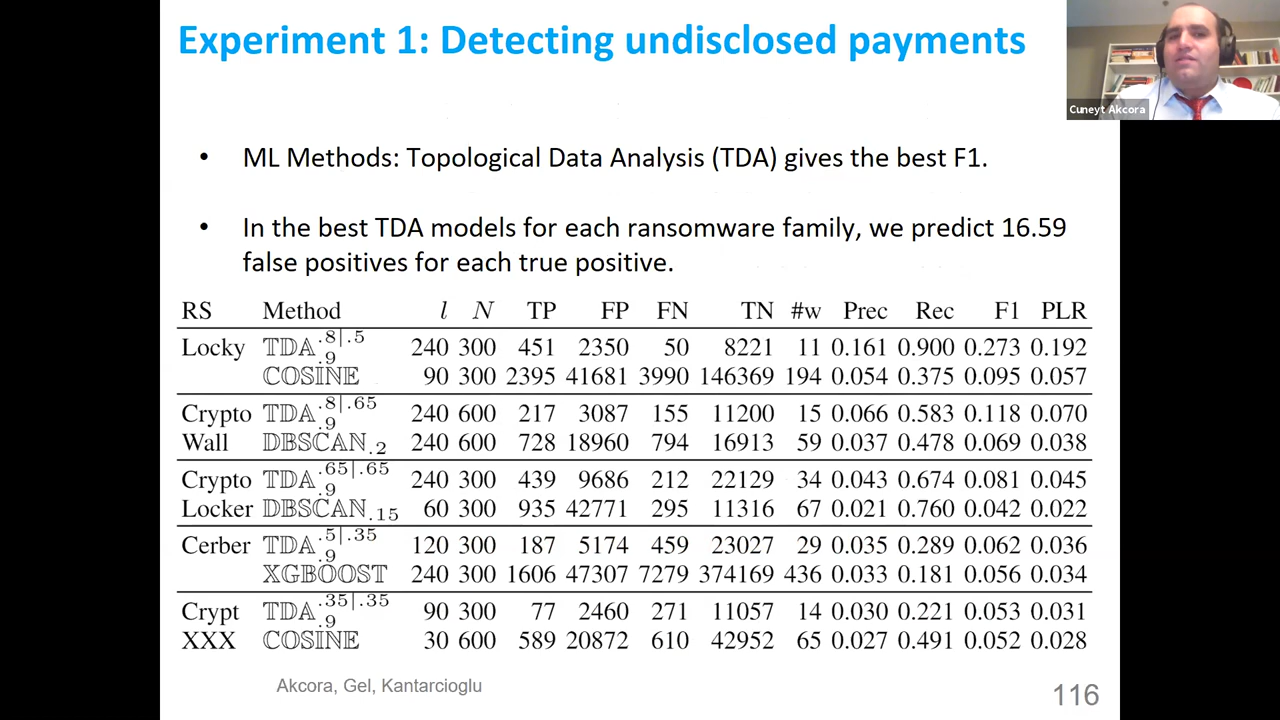 Experiment 1: Detecting undisclosed payments
Cuneyt Akcora
• ML Methods: Topological Data Analysis (TDA) gives the best F1.
• In the best TDA models for each ransomware family, we predict 16.59
false positives for each true positive.
RS Method l N TP FP FN TN #w Prec Rec F1 PLR
Locky TDA.8|.5 .9 240 300 451 2350 50 8221 11 0.161 0.900 0.273 0.192
COSINE 90 300 2395 41681 3990 146369 194 0.054 0.375 0.095 0.057
Crypto TDA.8|.65 .9 240 600 217 3087 155 11200 15 0.066 0.583 0.118 0.070
Wall DBSCAN.2 240 600 728 18960 794 16913 59 0.037 0.478 0.069 0.038
Crypto TDA.65|.65 .9 240 300 439 9686 212 22129 34 0.043 0.674 0.081 0.045
Locker DBSCAN.15 60 300 935 42771 295 11316 67 0.021 0.760 0.042 0.022
Cerber TDA.5|.35 .9 120 300 187 5174 459 23027 29 0.035 0.289 0.062 0.036
XGBOOST 240 300 1606 47307 7279 374169 436 0.033 0.181 0.056 0.034
Crypt TDA.35|.35 .9 90 300 77 2460 271 11057 14 0.030 0.221 0.053 0.031
XXX COSINE 30 600 589 20872 610 42952 65 0.027 0.491 0.052 0.028
Akcora, Gel, Kantarcioglu
116